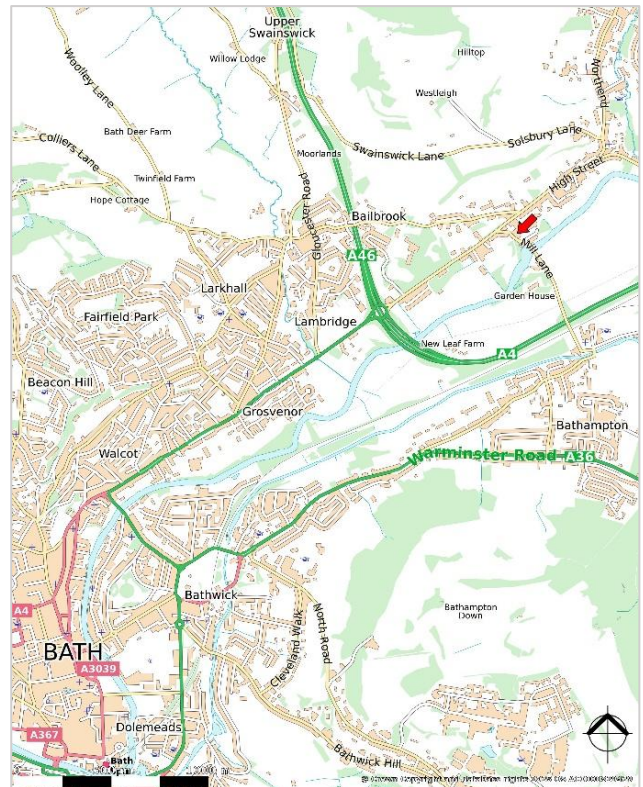 Upper
Swainswick
Willow Lodge
Hilltop
Northend
Woolley Lane
Westleigh
Bath Deer Farm
Solsbury Lane
Colliers Lane
Moorlands
Swainswick Lane
Twinfield Farm
High Street
Hope Cottage
Gloucester Road
Bailbrook
Mill Lane
A46
Larkhall
Garden House
Fairfield Park
Lambridge
New Leaf Farm
A4
Beacon Hill
Grosvenor
Bathampton
Walcot
Warminster Road
A36
Bathwick
A4
Cleveland Walk
North Road
Bathampton
Down
BATH
A3039
Dolemeads
A367
Bathwick Hill
Bath